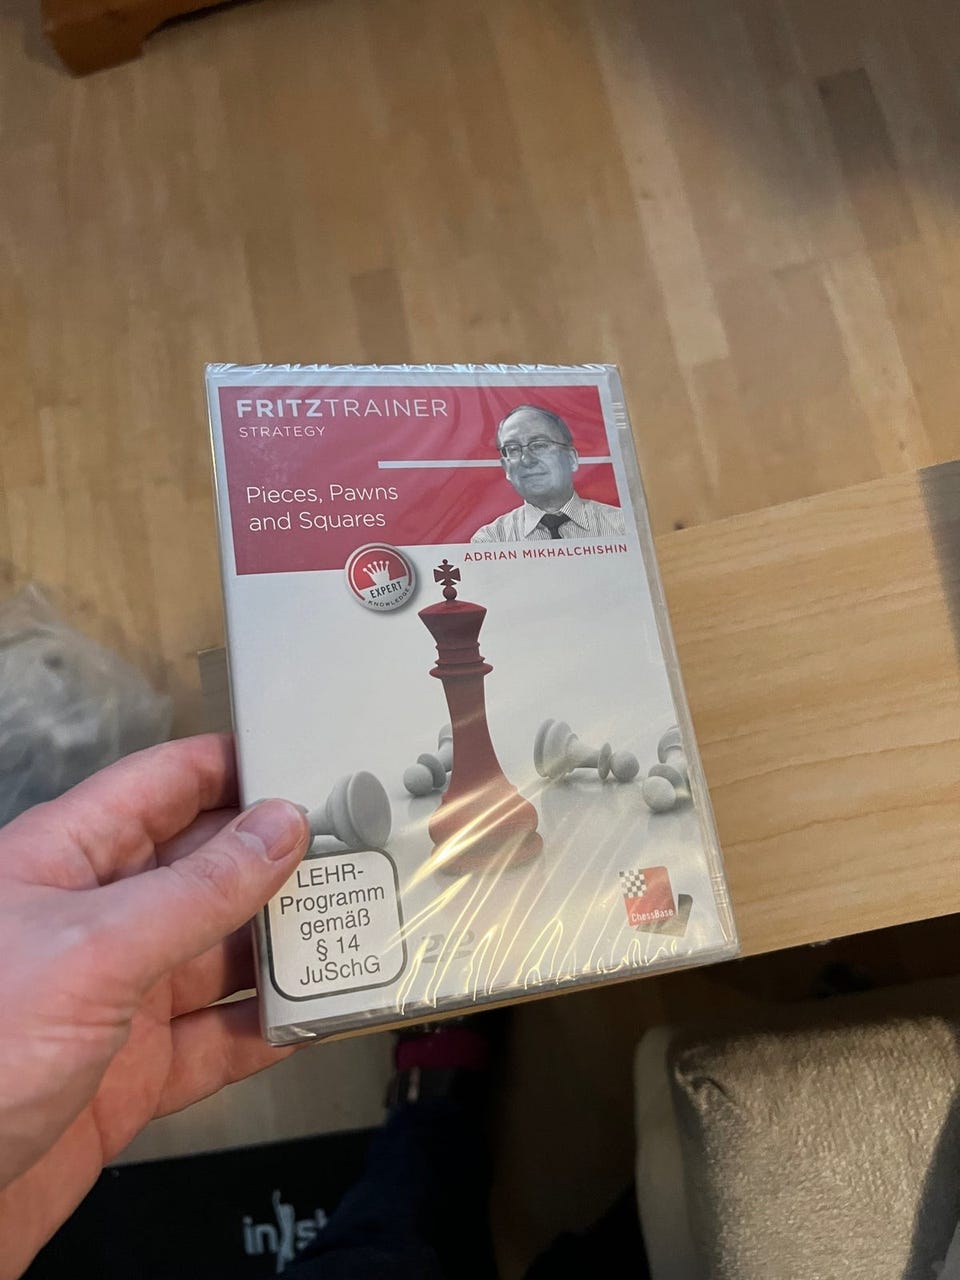 FRITZTRAINER
STRATEGY
Pieces, Pawns
and Squares
ADRIAN MIKHALCHISHIN
EXPERT
KNOWLEDGE
LEHR-
Programm
gemäß
§ 14
JuSchG
ChessBase